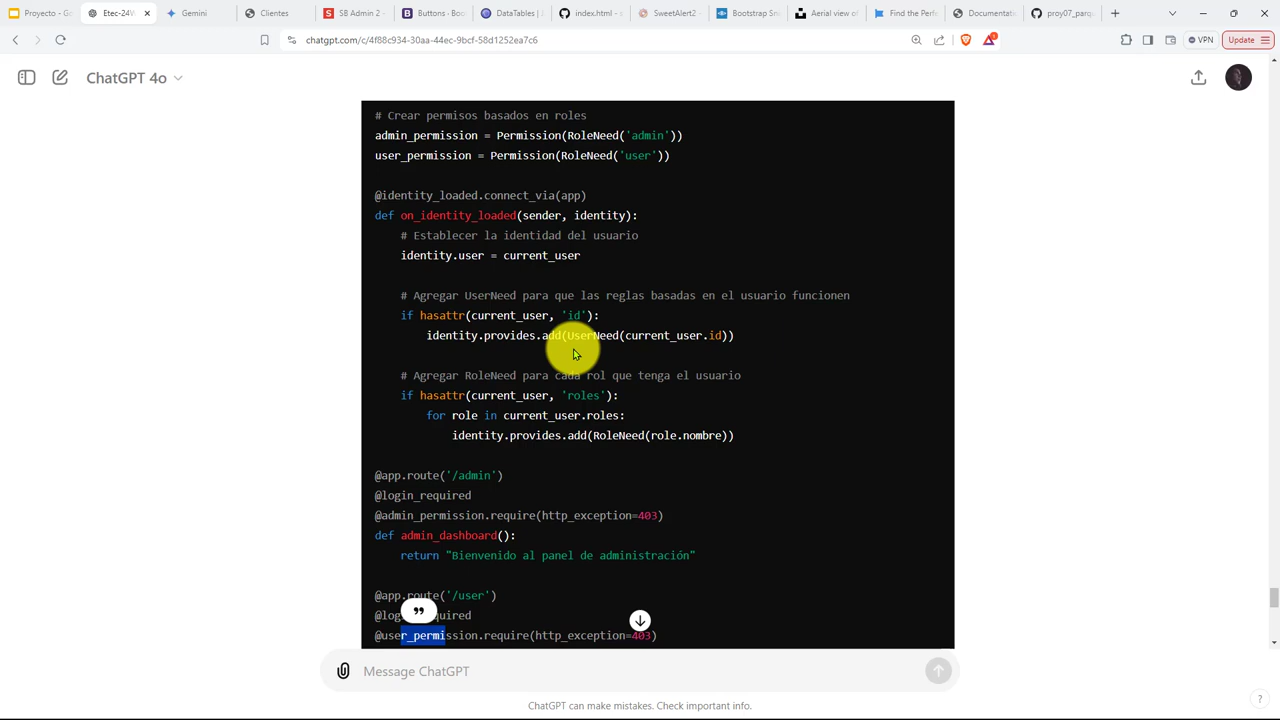 Proyecto - G
Etec-24W
Gemini
Clientes
SB Admin 2 -
Buttons - Boo
DataTables | J
index.html - s
SweetAlert2 -
Bootstrap Sni
Aerial view of
Find the Perfe
Documentati
proy07_parqu
chatgpt.com/c/4f88c934-30aa-44ec-9bcf-58d1252ea7c6
VPN
Update
ChatGPT 4o
# Crear permisos basados en roles
admin_permission = Permission(RoleNeed('admin'))
user_permission = Permission(RoleNeed('user'))
@identity_loaded.connect_via(app)
def on_identity_loaded(sender, identity):
# Establecer la identidad del usuario
identity.user = current_user
# Agregar UserNeed para que las reglas basadas en el usuario funcionen
if hasattr(current_user, 'id'):
identity.provides.add(UserNeed(current_user.id))
# Agregar RoleNeed para cada rol que tenga el usuario
if hasattr(current_user, 'roles'):
for role in current_user.roles:
identity.provides.add(RoleNeed(role.nombre))
@app.route('/admin')
@login_required
@admin_permission.require(http_exception=403)
def admin_dashboard():
return "Bienvenido al panel de administración"
@app.route('/user')
@login_required
@user_permission.require(http_exception=403)
Message ChatGPT
ChatGPT can make mistakes. Check important info.
?